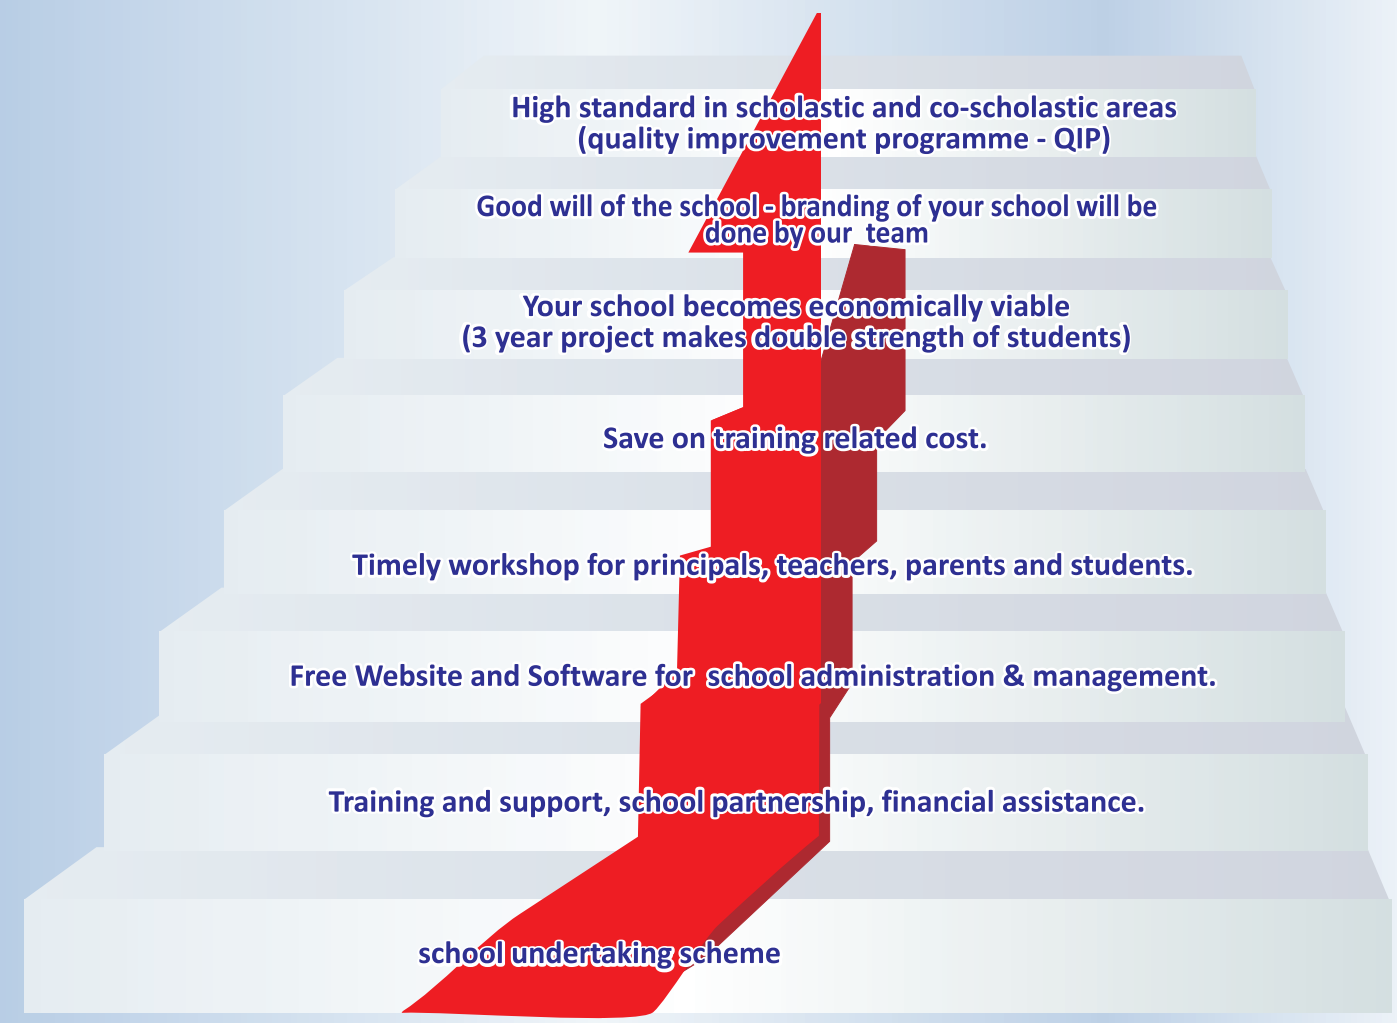 High standard in scholastic and co-scholastic areas
(quality improvement programme - QIP)
Good will of the school - branding of your school will be
done by our team
Your school becomes economically viable
(3 year project makes double strength of students)
Save on training related cost.
Timely workshop for principals, teachers, parents and students.
Free Website and Software for school administration & management.
Training and support, school partnership, financial assistance.
school undertaking scheme